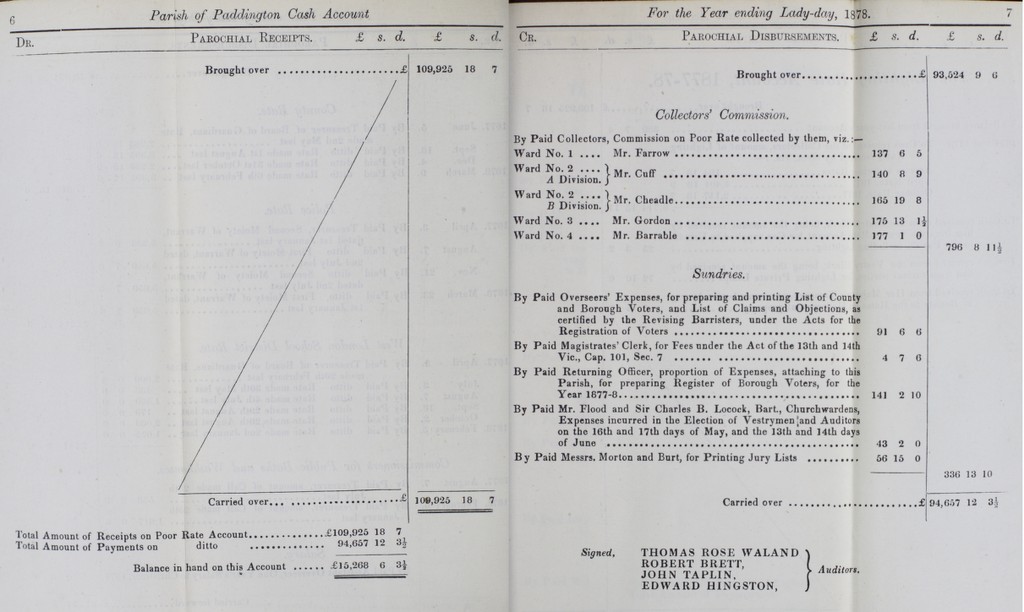 6
Parish of Paddington Cash Account
DR. PAROCHIAL RECEIPTS. £ s. d. £ s. d.
Brought over ......................£ 109,925 18 7
Carried over......................£ 109,925 18 7
Total Amount of Receipts on Poor Rate Account..............£109,925 18 7
Total Amount of Payments on ditto .............. 94,657 12 3½
Balance in hand on this Account ...... £15,268 6 3½
For the Year ending Lady-day, 1878. 7
CR. PAROCHIAL DISBURSEMENTS. £ s. d. £ s. d.
Brought over......................£ 93,524 9 6
Collectors' Commission.
By Paid Collectors, Commission on Poor Rate collected by them, viz.:—
Ward No. 1 .... Mr. Farrow .................................... 137 6 5
Ward No. 2 .... } Mr. Cuff .................................... 140 8 9
A Division.
Ward No. 2 .... } Mr. Cheadle.................................... 165 19 8
B Division.
Ward No. 3 .... Mr. Gordon .................................... 175 13 1½
Ward No. 4 .... Mr. Barrable .................................... 177 1 0
796 8 11½
Sundries.
By Paid Overseers' Expenses, for preparing and printing List of County
and Borough Voters, and List of Claims and Objections, as
certified by the Revising Barristers, under the Acts for the
Registration of Voters .................................... 91 6 6
By Paid Magistrates' Clerk, for Fees under the Act of the 13th and 14th
Vic., Cap. 101, Sec. 7 .................................... 4 7 6
By Paid Returning Officer, proportion of Expenses, attaching to this
Parish, for preparing Register of Borough Voters, for the
Year 1877-8.................................... 141 2 10
By Paid Mr. Flood and Sir Charles B. Locock, Bart., Churchwardens,
Expenses incurred in the Election of Vestrymen and Auditors
on the 16th and 17th days of May, and the 13th and 14th days
of June .................................... 43 2 0
By Paid Messrs. Morton and Burt, for Printing Jury Lists .......... 56 15 0
336 13 10
Carried over ......................£ 94,657 12 3½
Signed, THOMAS ROSE WALAND
ROBERT BRETT,
JOHN TAPLIN, } Auditors.
EDWARD HINGSTON,